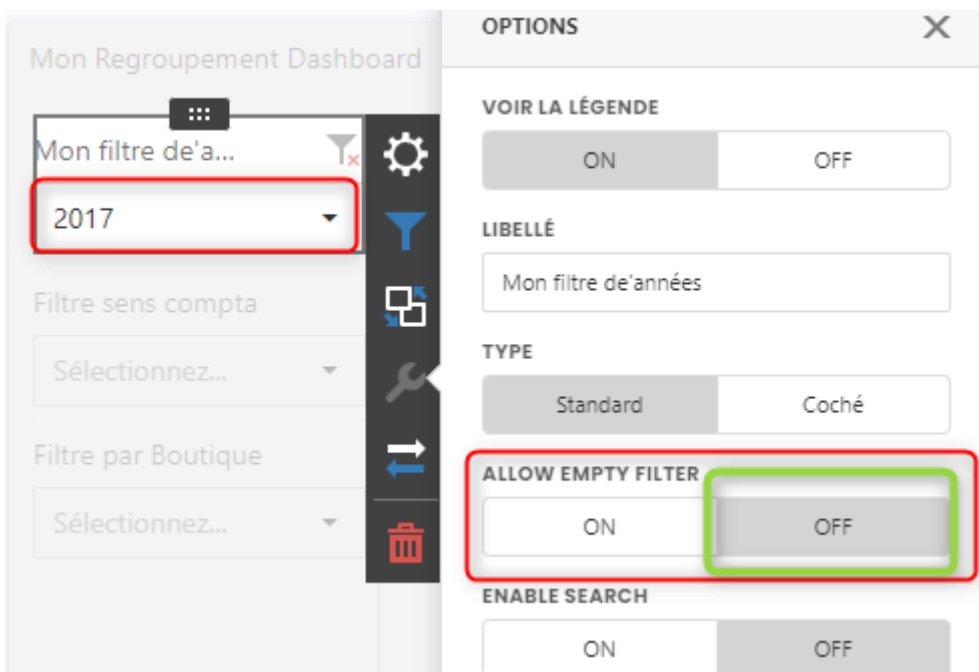 Mon Regroupement Dashboard
Mon filtre de'a...
2017
Filtre sens compta
Sélectionnez...
Filtre par Boutique
Sélectionnez...
OPTIONS
VOIR LA LÉGENDE
ON OFF
LIBELLÉ
Mon filtre de'années
TYPE
Standard Coché
ALLOW EMPTY FILTER
ON OFF
ENABLE SEARCH
ON OFF